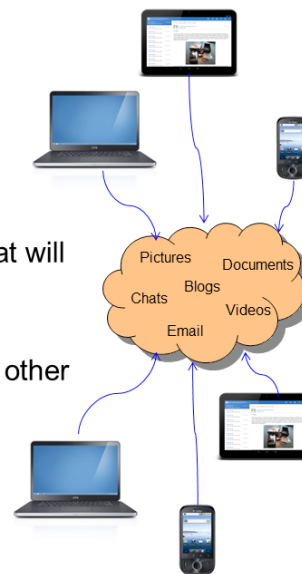 at will
other
Pictures
Documents
Blogs
Chats
Videos
Email